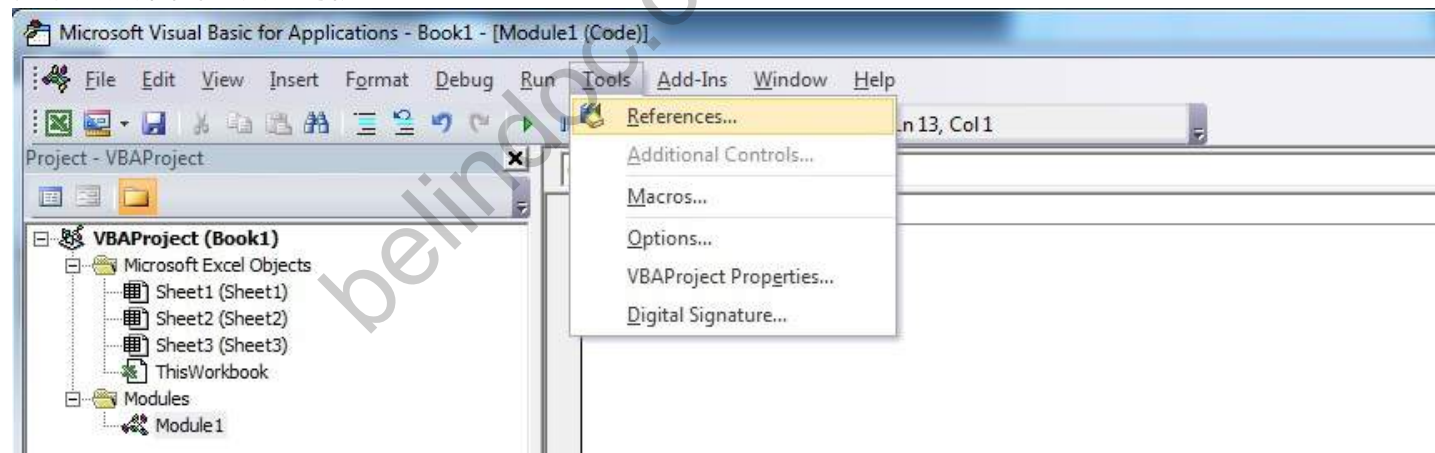 Microsoft Visual Basic for Applications - Book1 - [Module1 (Code)]
File Edit View Insert Format Debug Run Tools Add-Ins Window Help
References...
Ln 13, Col 1
Project - VBAProject
Additional Controls...
Macros...
VBAProject (Book1)
Options...
Microsoft Excel Objects
Sheet1 (Sheet1)
VBAProject Properties...
Sheet2 (Sheet2)
Digital Signature...
Sheet3 (Sheet3)
ThisWorkbook
Modules
Module1